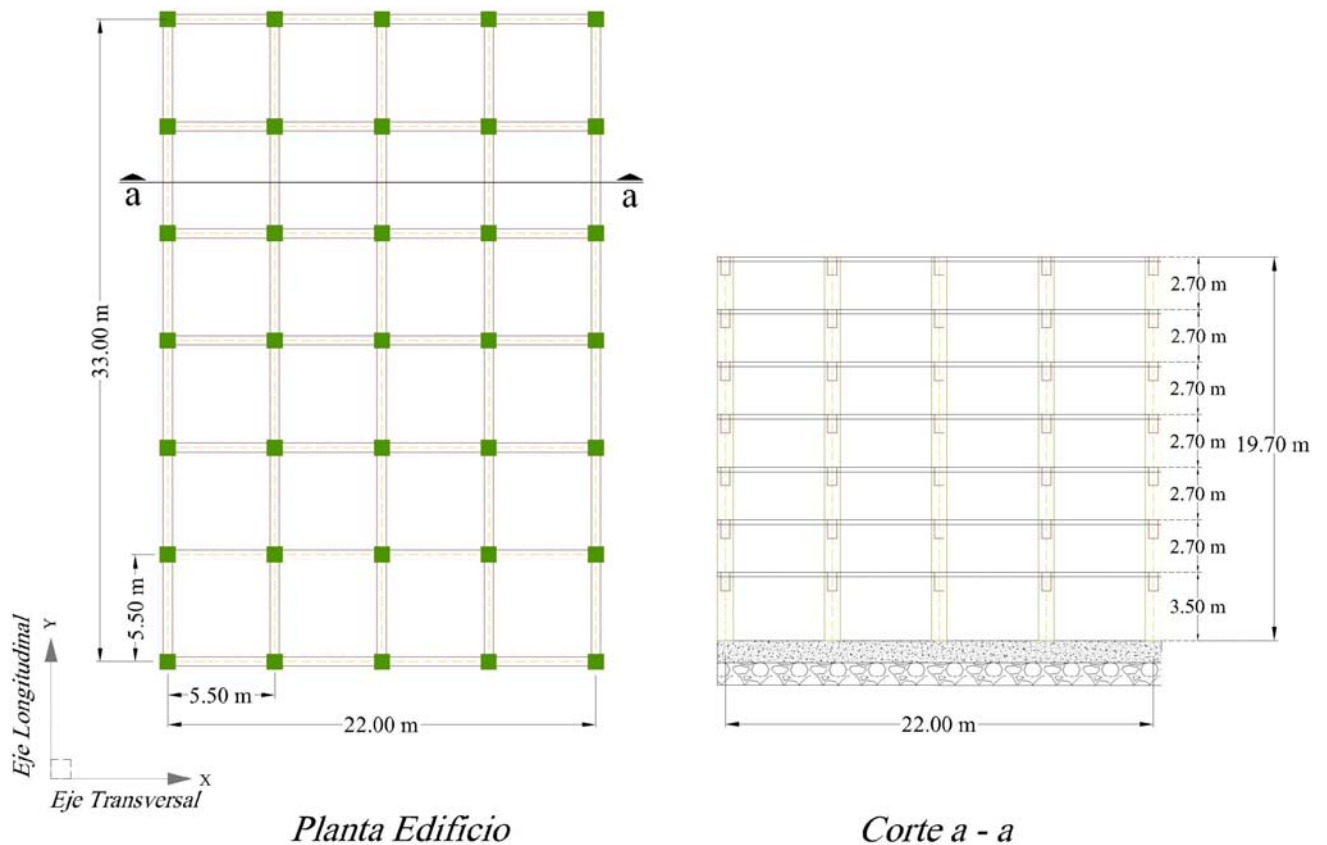 33.00 m
a
a
5.50 m
5.50 m
22.00 m
Y
X
Eje Longitudinal
Eje Transversal
Planta Edificio
2.70 m
2.70 m
2.70 m
2.70 m
2.70 m
2.70 m
3.50 m
19.70 m
22.00 m
Corte a - a